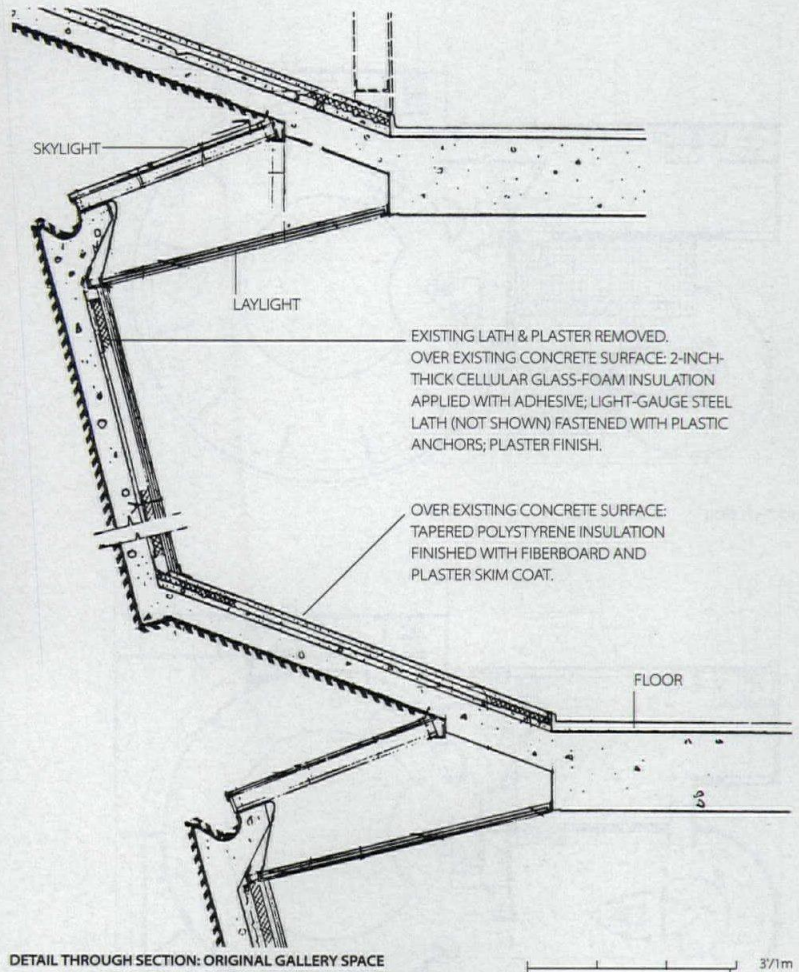 SKYLIGHT
LAYLIGHT
EXISTING LATH & PLASTER REMOVED.
OVER EXISTING CONCRETE SURFACE: 2-INCH-
THICK CELLULAR GLASS-FOAM INSULATION
APPLIED WITH ADHESIVE; LIGHT-GAUGE STEEL
LATH (NOT SHOWN) FASTENED WITH PLASTIC
ANCHORS; PLASTER FINISH.
OVER EXISTING CONCRETE SURFACE:
TAPERED POLYSTYRENE INSULATION
FINISHED WITH FIBERBOARD AND
PLASTER SKIM COAT.
FLOOR
DETAIL THROUGH SECTION: ORIGINAL GALLERY SPACE
3'/1m